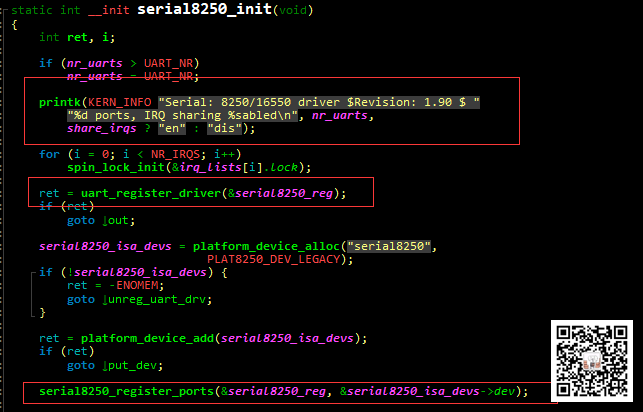 static int __init serial8250_init(void)
{
int ret, i;
if (nr_uarts > UART_NR)
nr_uarts = UART_NR;
printk(KERN_INFO "Serial: 8250/16550 driver $Revision: 1.90 $ "
"%d ports, IRQ sharing %sabled\n", nr_uarts,
share_irqs ? "en" : "dis");
for (i = 0; i < NR_IRQS; i++)
spin_lock_init(&irq_lists[i].lock);
ret = uart_register_driver(&serial8250_reg);
if (ret)
goto ↓out;
serial8250_isa_devs = platform_device_alloc("serial8250",
PLAT8250_DEV_LEGACY);
if (!serial8250_isa_devs) {
ret = -ENOMEM;
goto ↓unreg_uart_drv;
}
ret = platform_device_add(serial8250_isa_devs);
if (ret)
goto ↓put_dev;
serial8250_register_ports(&serial8250_reg, &serial8250_isa_devs->dev);